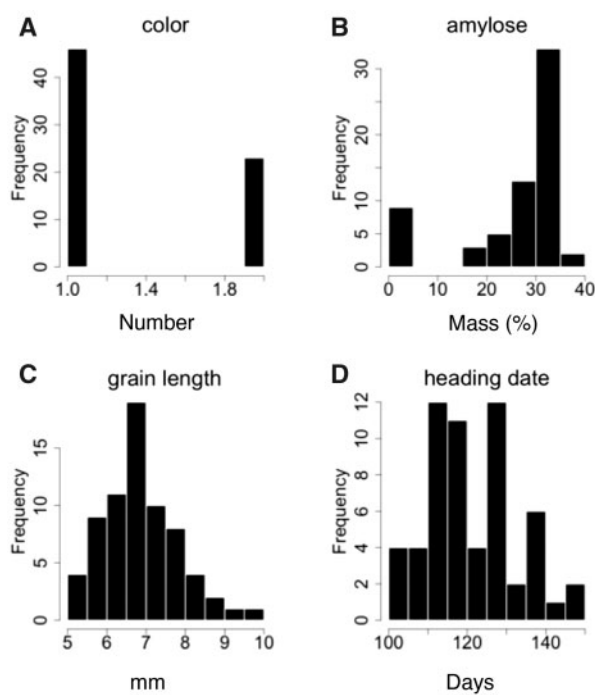 A
color
Frequency
0 10 20 30 40
1.0 1.4 1.8
Number
B
amylose
Frequency
0 5 10 20 30
0 10 20 30 40
Mass (%)
C
grain length
Frequency
0 5 10 15
5 6 7 8 9 10
mm
D
heading date
Frequency
0 2 4 6 8 10 12
100 120 140
Days